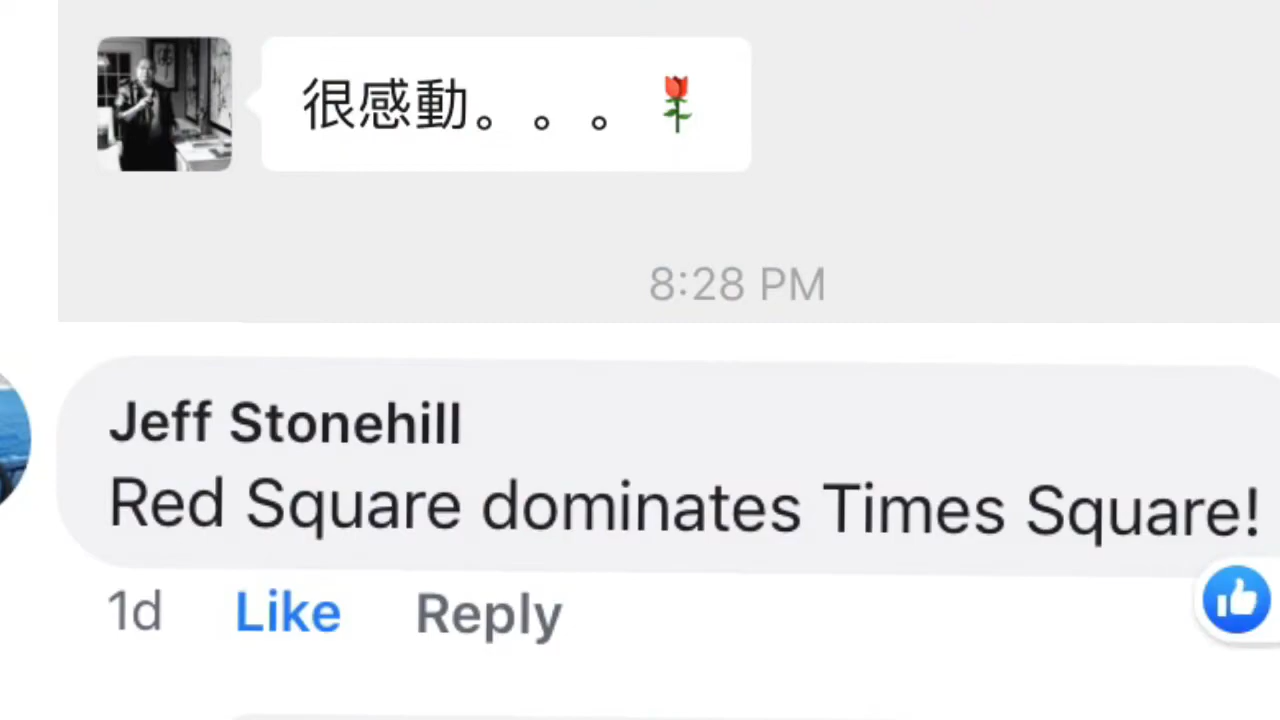 很感動。。。🌹
8:28 PM
Jeff Stonehill
Red Square dominates Times Square!
1d Like Reply